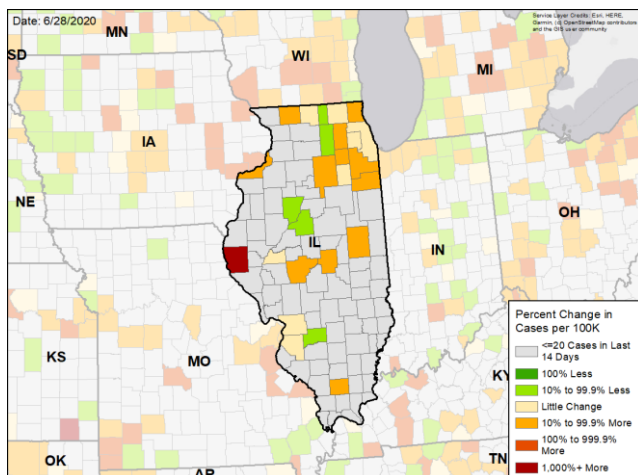 Date: 6/28/2020
Service Layer Credits: Esri, HERE,
Garmin, (c) OpenStreetMap contributors
and the GIS user community
MN
SD
WI
MI
IA
NE
OH
IL
IN
KS
MO
KY
OK
AR
TN
Percent Change in
Cases per 100K
<=20 Cases in Last
14 Days
100% Less
10% to 99.9% Less
Little Change
10% to 99.9% More
100% to 999.9%
More
1,000%+ More